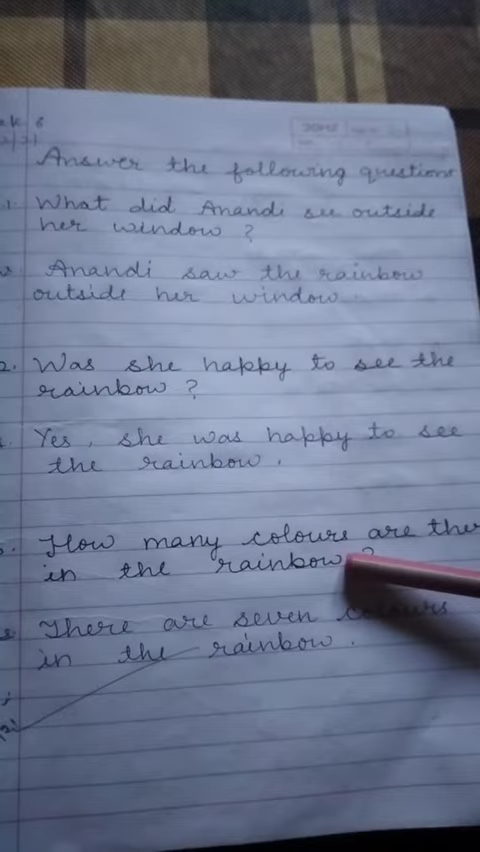 Answer the following questions
1. What did Anandi see outside
her window ?
Anandi saw the rainbow
outside her window.
2. Was she happy to see the
rainbow ?
Yes, she was happy to see
the rainbow.
How many colours are
in the rainbow ?
There are seven colours
in the rainbow.